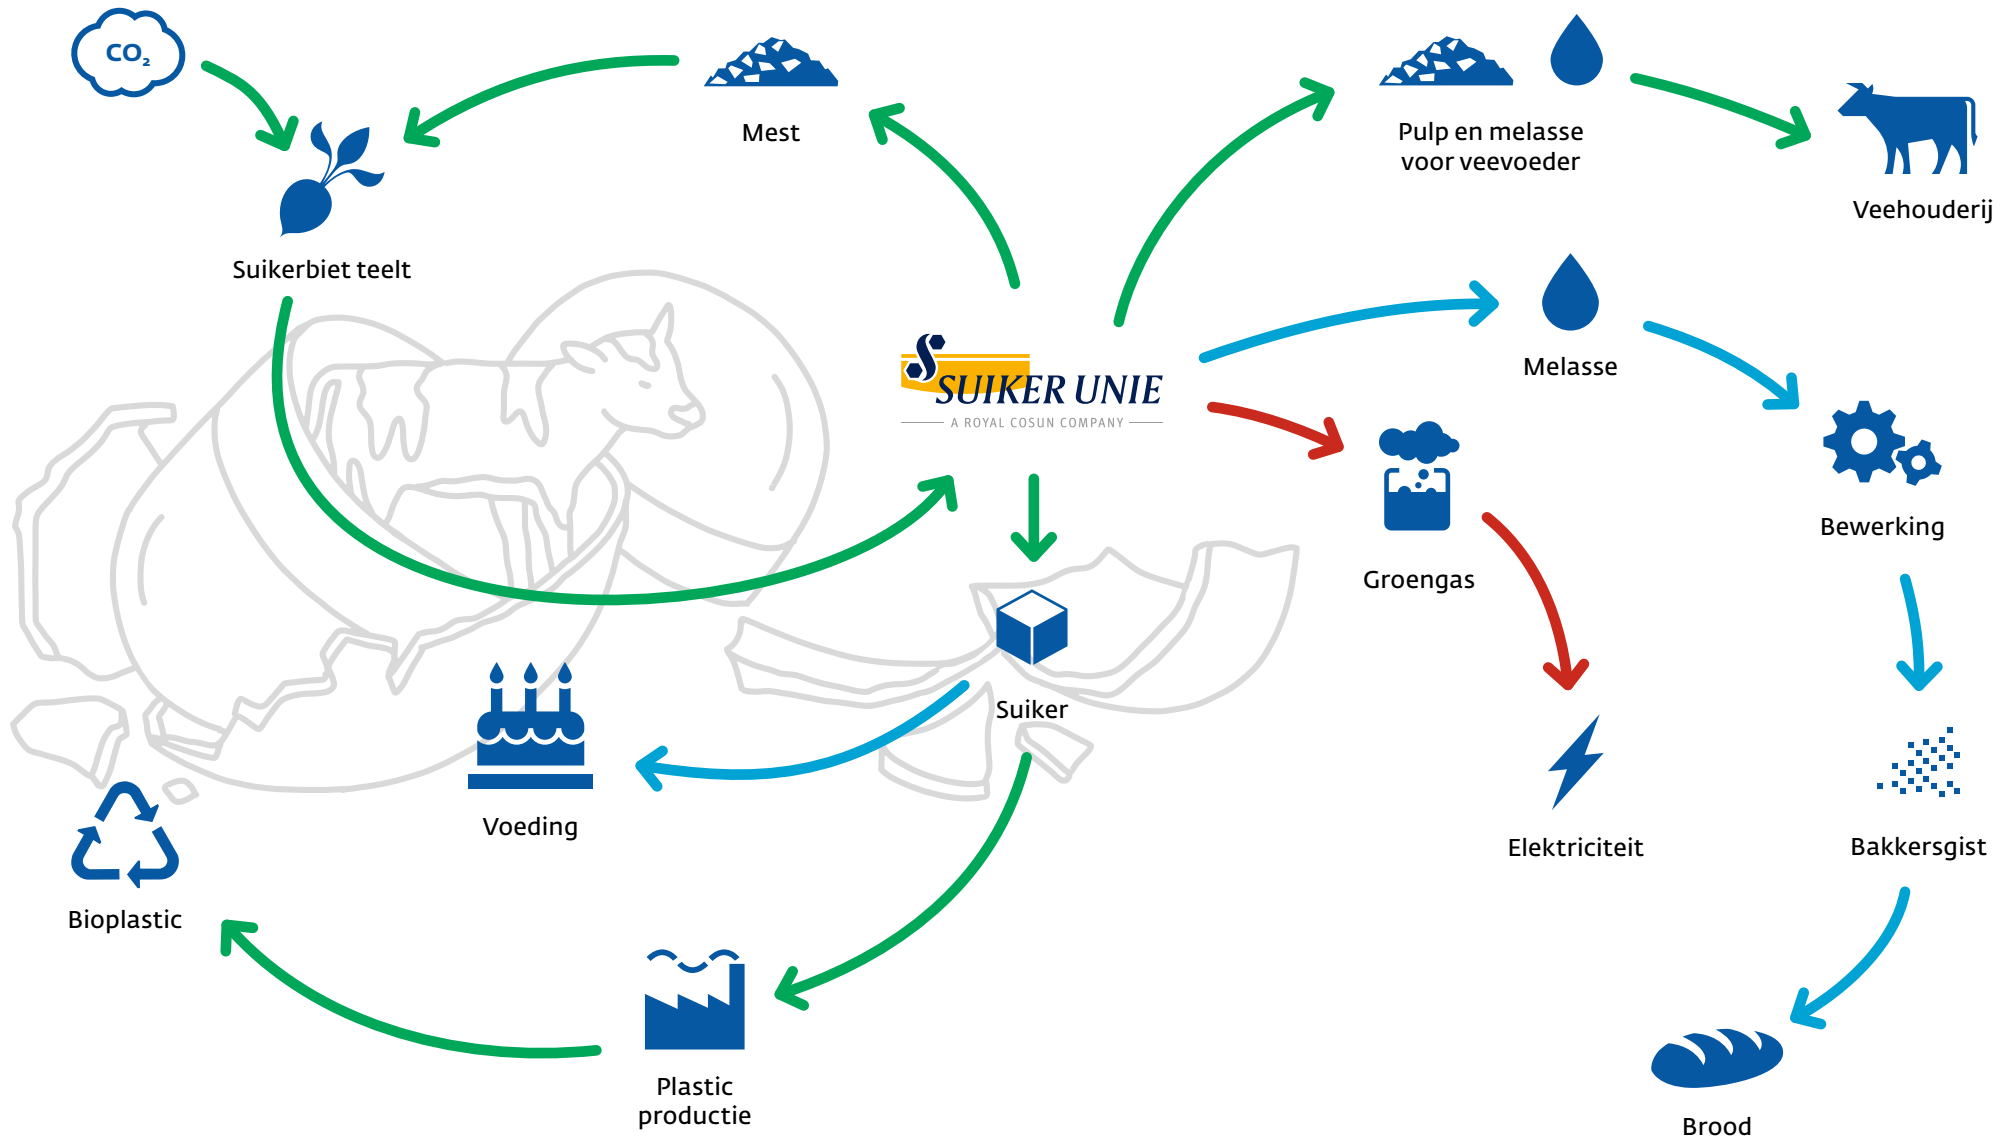 CO₂
Mest
Pulp en melasse
voor veevoeder
Veehouderij
Suikerbiet teelt
SUIKER UNIE
A ROYAL COSUN COMPANY
Melasse
Bewerking
Groengas
Suiker
Voeding
Elektriciteit
Bakkersgist
Bioplastic
Plastic
productie
Brood